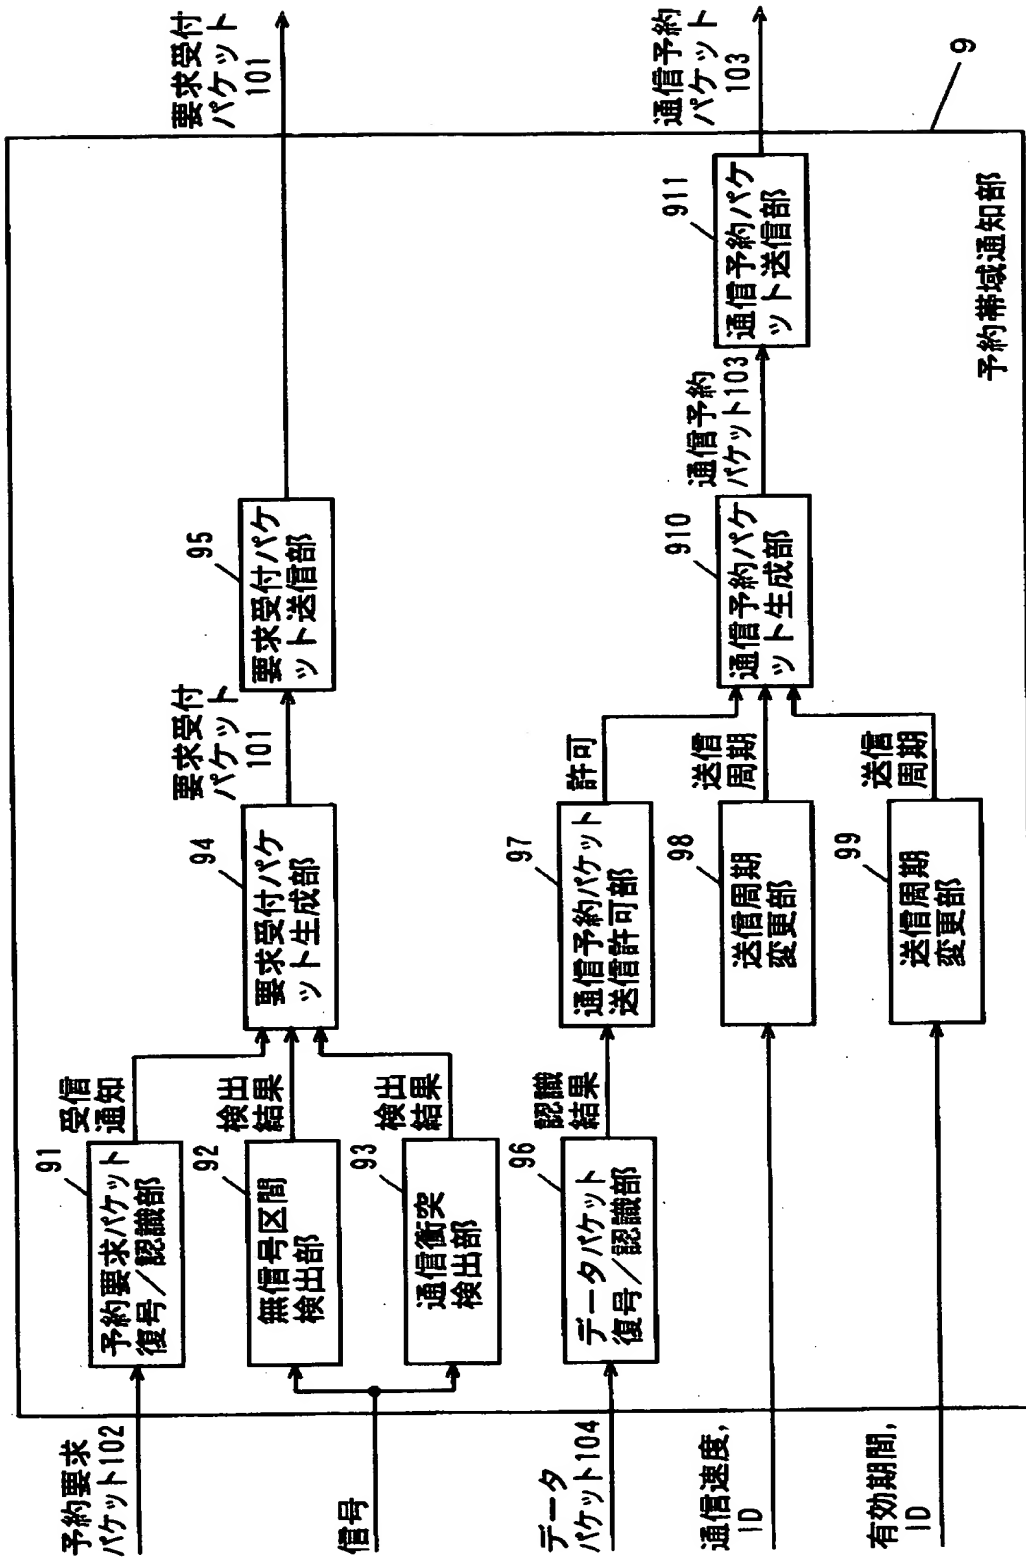 予約要求
パケット102
信号
データ
パケット104
通信速度,
ID
有効期間,
ID
91
予約要求パケット
復号/認識部
92
無信号区間
検出部
93
通信衝突
検出部
96
データパケット
復号/認識部
受信
通知
検出
結果
検出
結果
認識
結果
94
要求受付パケ
ット生成部
97
通信予約パケット
送信許可部
98
送信周期
変更部
99
送信周期
変更部
要求受付
パケット
101
許可
送信
周期
送信
周期
95
要求受付パケ
ット送信部
910
通信予約パケ
ット生成部
通信予約
パケット103
911
通信予約パケ
ット送信部
予約帯域通知部
要求受付
パケット
101
通信予約
パケット
103
9